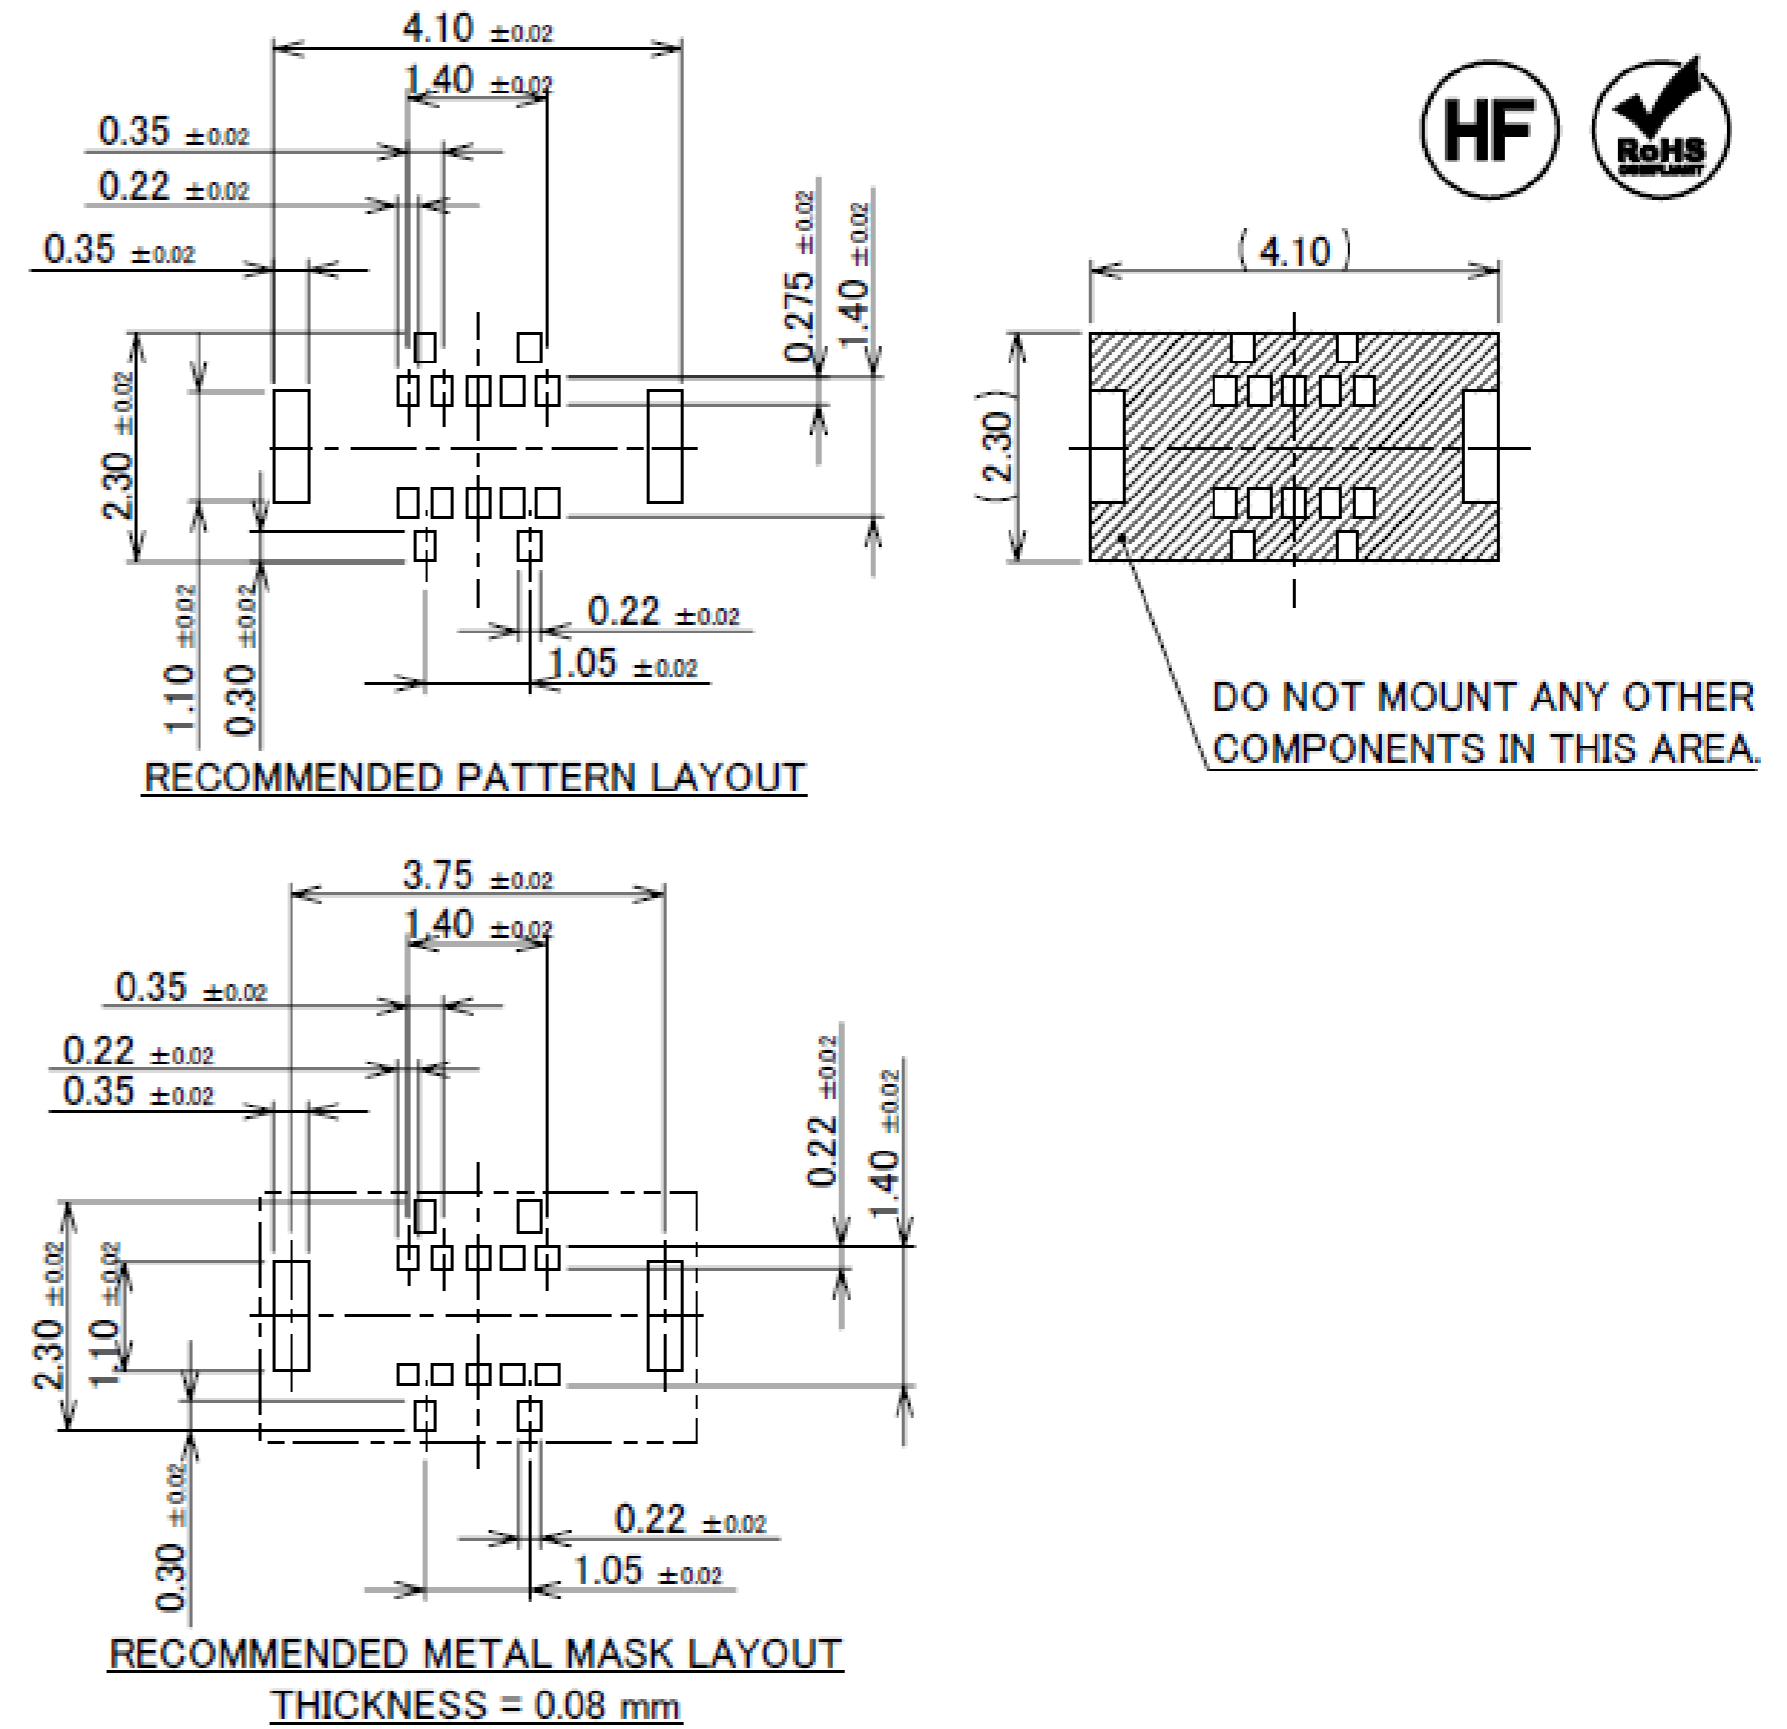 4.10 ±0.02
1.40 ±0.02
0.35 ±0.02
0.22 ±0.02
0.35 ±0.02
0.275 ±0.02
1.40 ±0.02
2.30 ±0.02
1.10 ±0.02
0.30 ±0.02
0.22 ±0.02
1.05 ±0.02
RECOMMENDED PATTERN LAYOUT
HF
RoHS
COMPLIANT
( 4.10 )
( 2.30 )
DO NOT MOUNT ANY OTHER
COMPONENTS IN THIS AREA.
3.75 ±0.02
1.40 ±0.02
0.35 ±0.02
0.22 ±0.02
0.35 ±0.02
0.22 ±0.02
1.40 ±0.02
2.30 ±0.02
1.10 ±0.02
0.30 ±0.02
0.22 ±0.02
1.05 ±0.02
RECOMMENDED METAL MASK LAYOUT
THICKNESS = 0.08 mm